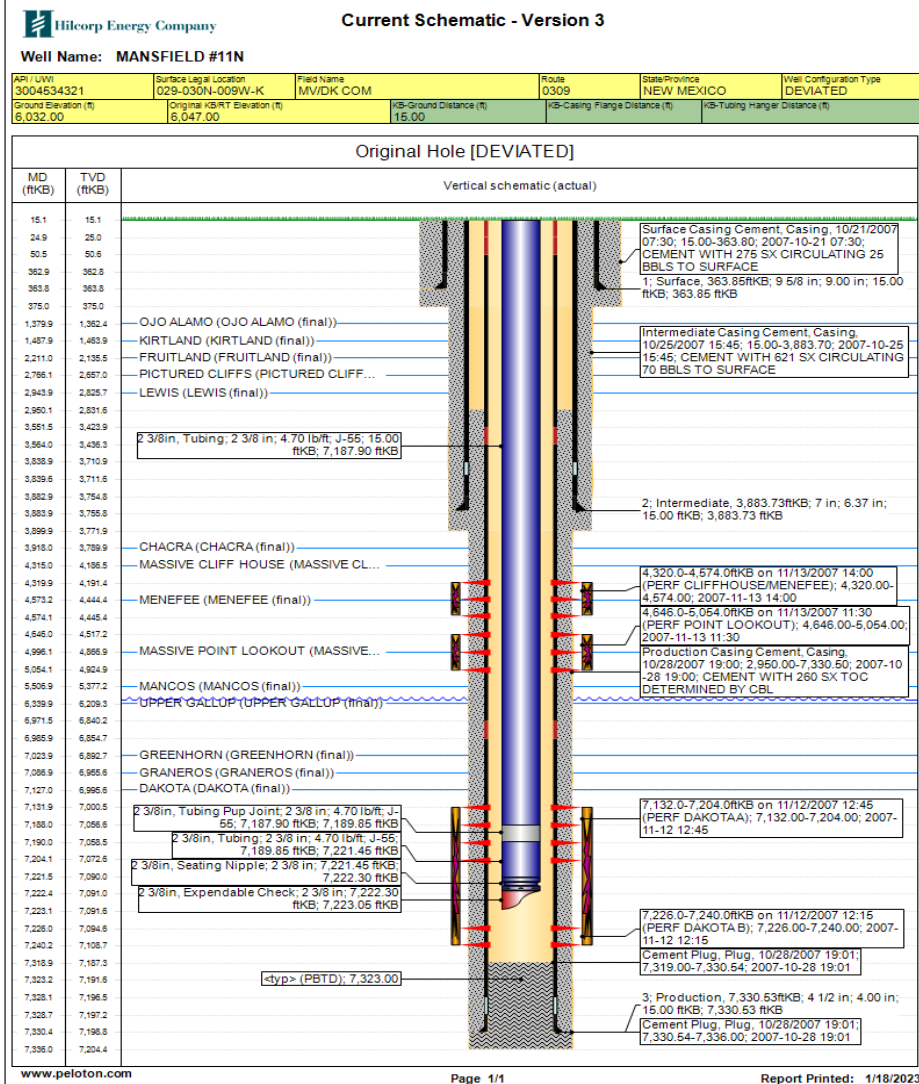 Hilcorp Energy Company
Current Schematic - Version 3
Well Name: MANSFIELD #11N
API / UWI
3004534321
Surface Legal Location
029-030N-009W-K
Field Name
MV/DK COM
Route
0309
State/Province
NEW MEXICO
Well Configuration Type
DEVIATED
Ground Elevation (ft)
6,032.00
Original KB/RT Elevation (ft)
6,047.00
KB-Ground Distance (ft)
15.00
KB-Casing Flange Distance (ft)
KB-Tubing Hanger Distance (ft)
Original Hole [DEVIATED]
MD (ftKB)
TVD (ftKB)
Vertical schematic (actual)
15.1 15.1
24.9 25.0
50.5 50.6
362.9 362.8
363.8 363.8
375.0 375.0
1,379.9 1,362.4
1,487.9 1,463.9
2,211.0 2,135.5
2,766.1 2,657.0
2,943.9 2,825.7
2,950.1 2,831.6
3,551.5 3,423.9
3,564.0 3,436.3
3,838.9 3,710.9
3,839.6 3,711.6
3,882.9 3,754.8
3,883.9 3,755.8
3,899.9 3,771.9
3,918.0 3,789.9
4,315.0 4,186.5
4,319.9 4,191.4
4,573.2 4,444.4
4,574.1 4,445.4
4,646.0 4,517.2
4,996.1 4,866.9
5,054.1 4,924.9
5,506.9 5,377.2
6,339.9 6,209.3
6,971.5 6,840.2
6,985.9 6,854.7
7,023.9 6,892.7
7,086.9 6,955.6
7,127.0 6,995.6
7,131.9 7,000.5
7,188.0 7,056.6
7,190.0 7,058.5
7,204.1 7,072.6
7,221.5 7,090.0
7,222.4 7,091.0
7,223.1 7,091.6
7,226.0 7,094.6
7,240.2 7,108.7
7,318.9 7,187.3
7,323.2 7,191.6
7,328.1 7,196.5
7,328.7 7,197.2
7,330.4 7,198.8
7,336.0 7,204.4
OJO ALAMO (OJO ALAMO (final))
KIRTLAND (KIRTLAND (final))
FRUITLAND (FRUITLAND (final))
PICTURED CLIFFS (PICTURED CLIFF...
LEWIS (LEWIS (final))
2 3/8in, Tubing; 2 3/8 in; 4.70 lb/ft; J-55; 15.00
ftKB; 7,187.90 ftKB
CHACRA (CHACRA (final))
MASSIVE CLIFF HOUSE (MASSIVE CL...
MENEFEE (MENEFEE (final))
MASSIVE POINT LOOKOUT (MASSIVE...
MANCOS (MANCOS (final))
UPPER GALLUP (UPPER GALLUP (final))
GREENHORN (GREENHORN (final))
GRANEROS (GRANEROS (final))
DAKOTA (DAKOTA (final))
2 3/8in, Tubing Pup Joint; 2 3/8 in; 4.70 lb/ft; J-
55; 7,187.90 ftKB; 7,189.85 ftKB
2 3/8in, Tubing; 2 3/8 in; 4.70 lb/ft; J-55;
7,189.85 ftKB; 7,221.45 ftKB
2 3/8in, Seating Nipple; 2 3/8 in; 7,221.45 ftKB;
7,222.30 ftKB
2 3/8in, Expendable Check; 2 3/8 in; 7,222.30
ftKB; 7,223.05 ftKB
<typ> (PBTD); 7,323.00
Surface Casing Cement, Casing, 10/21/2007
07:30; 15.00-363.80; 2007-10-21 07:30;
CEMENT WITH 275 SX CIRCULATING 25
BBLS TO SURFACE
1; Surface, 363.85ftKB; 9 5/8 in; 9.00 in; 15.00
ftKB; 363.85 ftKB
Intermediate Casing Cement, Casing,
10/25/2007 15:45; 15.00-3,883.70; 2007-10-25
15:45; CEMENT WITH 621 SX CIRCULATING
70 BBLS TO SURFACE
2; Intermediate, 3,883.73ftKB; 7 in; 6.37 in;
15.00 ftKB; 3,883.73 ftKB
4,320.0-4,574.0ftKB on 11/13/2007 14:00
(PERF CLIFFHOUSE/MENEFEE); 4,320.00-
4,574.00; 2007-11-13 14:00
4,646.0-5,054.0ftKB on 11/13/2007 11:30
(PERF POINT LOOKOUT); 4,646.00-5,054.00;
2007-11-13 11:30
Production Casing Cement, Casing,
10/28/2007 19:00; 2,950.00-7,330.50; 2007-10
-28 19:00; CEMENT WITH 260 SX TOC
DETERMINED BY CBL
7,132.0-7,204.0ftKB on 11/12/2007 12:45
(PERF DAKOTA A); 7,132.00-7,204.00; 2007-
11-12 12:45
7,226.0-7,240.0ftKB on 11/12/2007 12:15
(PERF DAKOTA B); 7,226.00-7,240.00; 2007-
11-12 12:15
Cement Plug, Plug, 10/28/2007 19:01;
7,319.00-7,330.54; 2007-10-28 19:01
3; Production, 7,330.53ftKB; 4 1/2 in; 4.00 in;
15.00 ftKB; 7,330.53 ftKB
Cement Plug, Plug, 10/28/2007 19:01;
7,330.54-7,336.00; 2007-10-28 19:01
www.peloton.com
Page 1/1
Report Printed: 1/18/2023